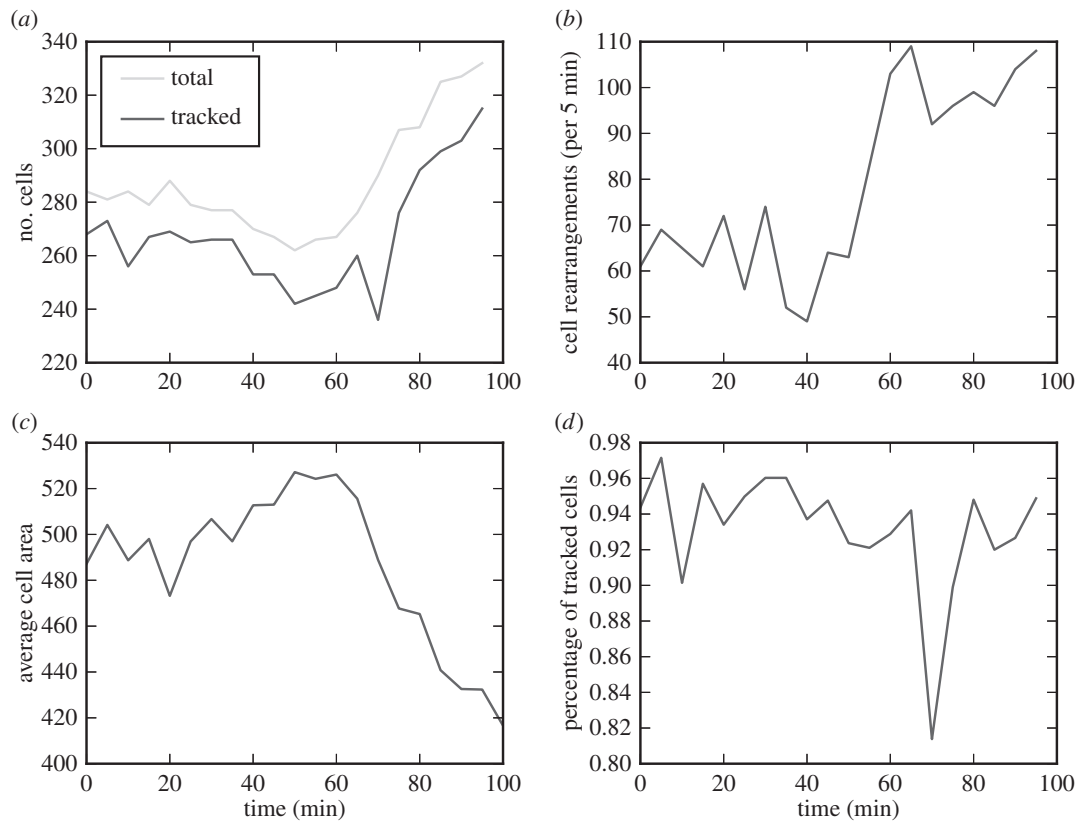 (a)
340
320
300
280
260
240
220
no. cells
total
tracked
0 20 40 60 80 100
(b)
110
100
90
80
70
60
50
40
cell rearrangements (per 5 min)
0 20 40 60 80 100
(c)
540
520
500
480
460
440
420
400
average cell area
0 20 40 60 80 100
time (min)
(d)
0.98
0.96
0.94
0.92
0.90
0.88
0.86
0.84
0.82
0.80
percentage of tracked cells
0 20 40 60 80 100
time (min)